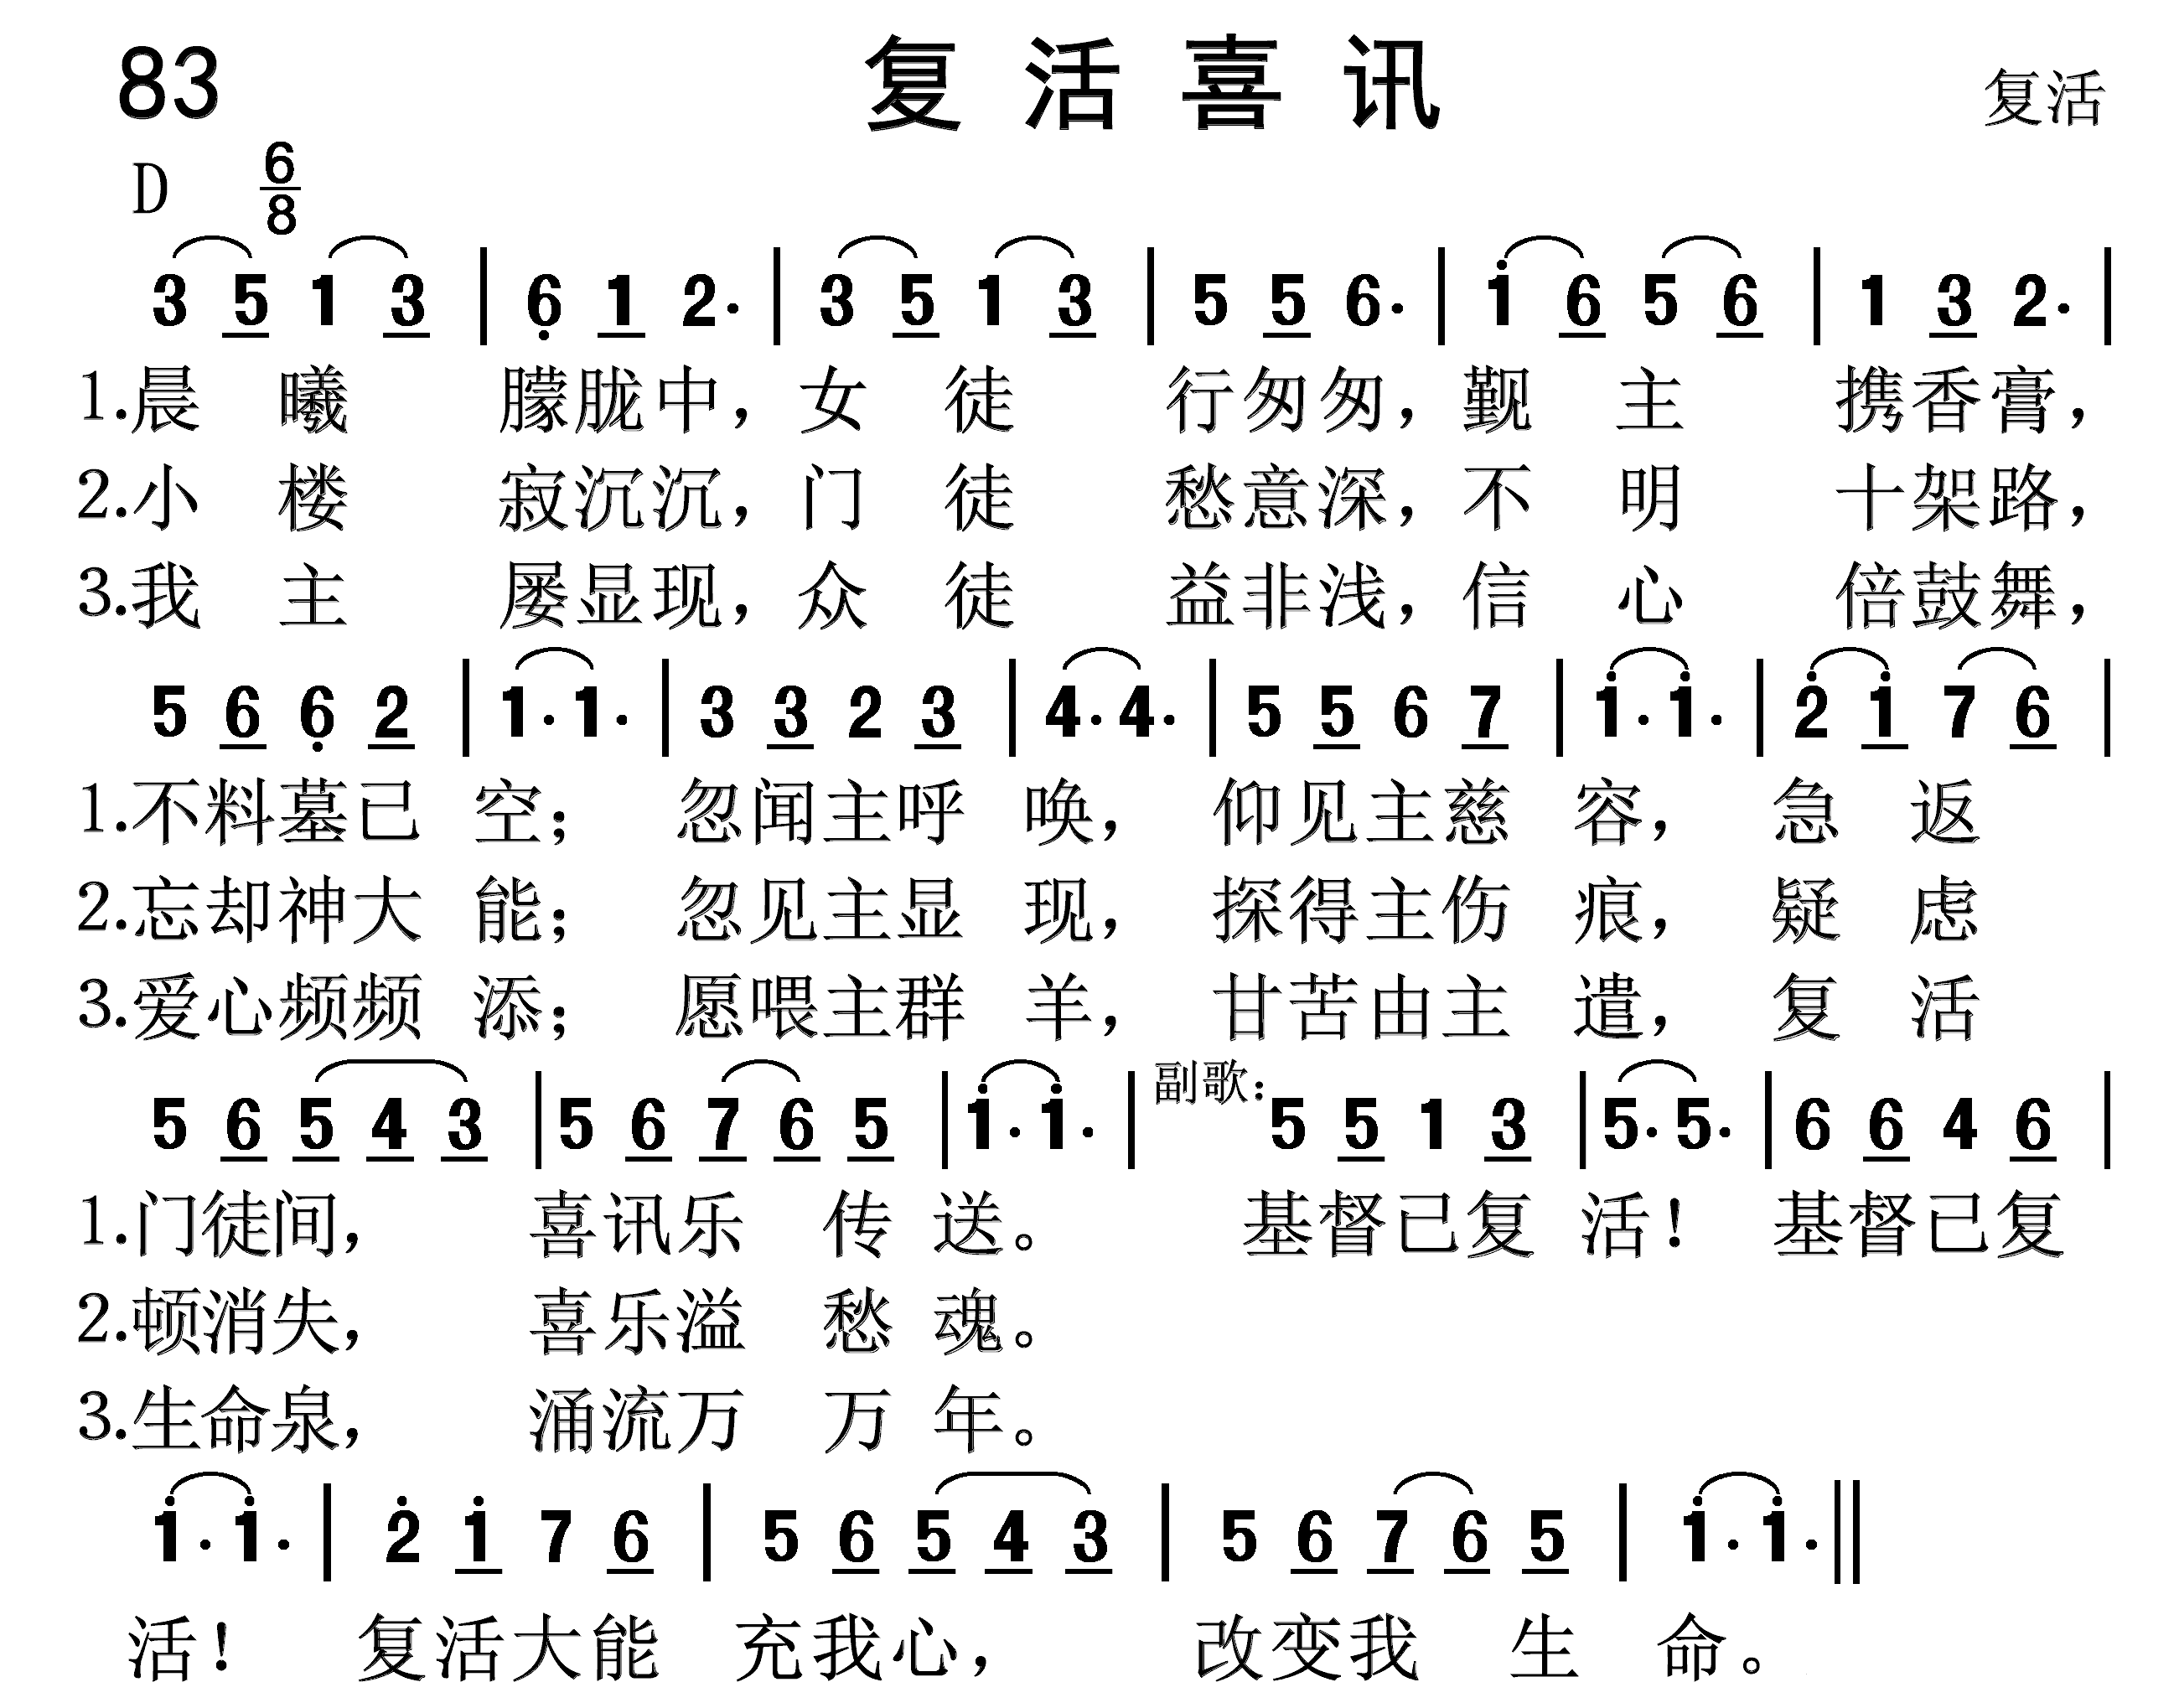 83 复活喜讯 复活
D 6/8
3 5 1 3 | 6̣ 1 2· | 3 5 1 3 | 5 5 6· | 1̇ 6 5 6 | 1 3 2· |
1.晨曦朦胧中，女徒行匆匆，觐主携香膏，
2.小楼寂沉沉，门徒愁意深，不明十架路，
3.我主屡显现，众徒益非浅，信心倍鼓舞，
5 6 6̣ 2 | 1· 1· | 3 3 2 3 | 4· 4· | 5 5 6 7 | 1̇· 1̇· | 2̇ 1̇ 7 6 |
1.不料墓已空；忽闻主呼唤，仰见主慈容，急返
2.忘却神大能；忽见主显现，探得主伤痕，疑虑
3.爱心频频添；愿喂主群羊，甘苦由主遣，复活
5 6 5 4 3 | 5 6 7 6 5 | 1̇· 1̇· | 副歌：5 5 1 3 | 5· 5· | 6 6 4 6 |
1.门徒间，喜讯乐传送。基督已复活！基督已复
2.顿消失，喜乐溢愁魂。
3.生命泉，涌流万万年。
1̇· 1̇· | 2̇ 1̇ 7 6 | 5 6 5 4 3 | 5 6 7 6 5 | 1̇· 1̇· ‖
活！复活大能充我心，改变我生命。